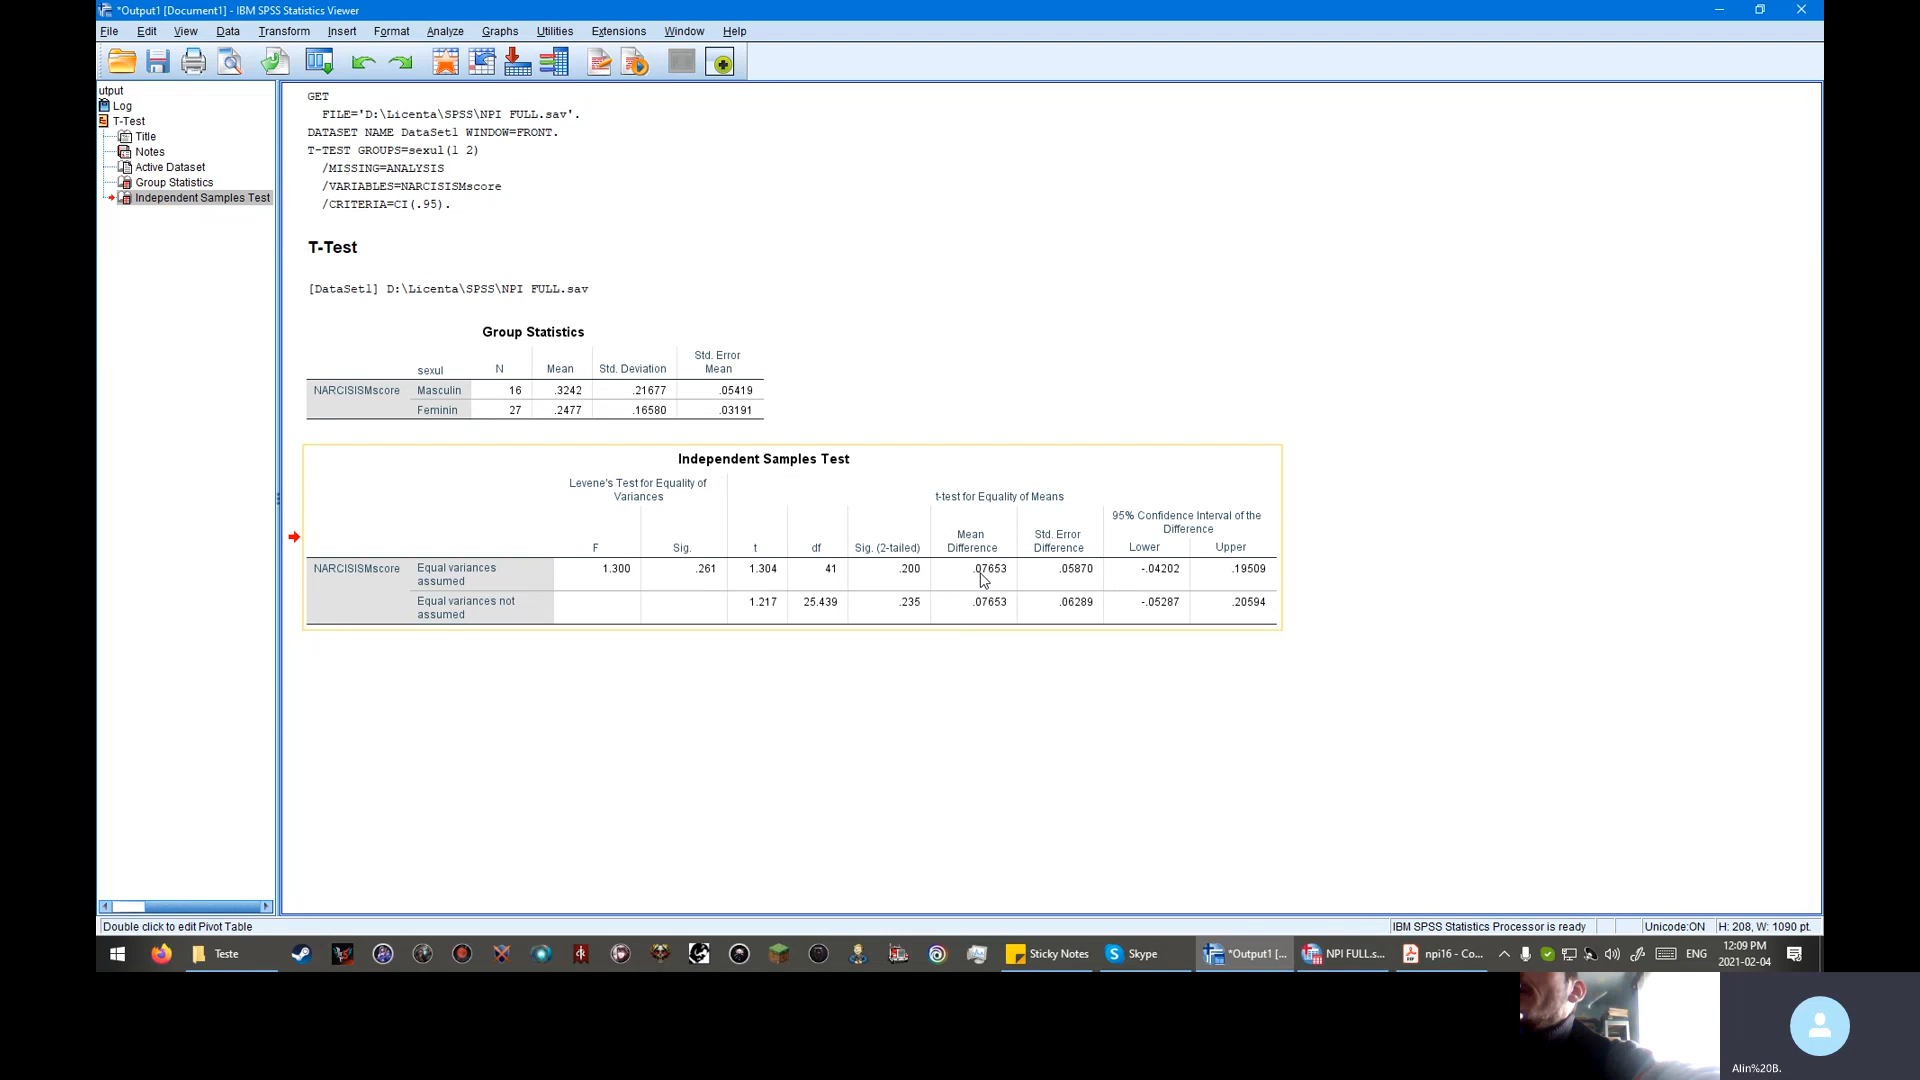 *Output1 [Document1] - IBM SPSS Statistics Viewer
File Edit View Data Transform Insert Format Analyze Graphs Utilities Extensions Window Help
utput
Log
T-Test
Title
Notes
Active Dataset
Group Statistics
Independent Samples Test
GET
FILE='D:\Licenta\SPSS\NPI FULL.sav'.
DATASET NAME DataSet1 WINDOW=FRONT.
T-TEST GROUPS=sexul(1 2)
/MISSING=ANALYSIS
/VARIABLES=NARCISISMscore
/CRITERIA=CI(.95).
T-Test
[DataSet1] D:\Licenta\SPSS\NPI FULL.sav
Group Statistics
sexul N Mean Std. Deviation Std. Error Mean
NARCISISMscore Masculin 16 .3242 .21677 .05419
Feminin 27 .2477 .16580 .03191
Independent Samples Test
Levene's Test for Equality of Variances
t-test for Equality of Means
95% Confidence Interval of the Difference
F Sig. t df Sig. (2-tailed) Mean Difference Std. Error Difference Lower Upper
NARCISISMscore Equal variances assumed 1.300 .261 1.304 41 .200 .07653 .05870 -.04202 .19509
Equal variances not assumed 1.217 25.439 .235 .07653 .06289 -.05287 .20594
Double click to edit Pivot Table
IBM SPSS Statistics Processor is ready
Unicode:ON
H: 208, W: 1090 pt.
Teste
Sticky Notes
Skype
*Output1 [...
NPI FULL.s...
npi16 - Co...
ENG
12:09 PM
2021-02-04
Alin%20B.